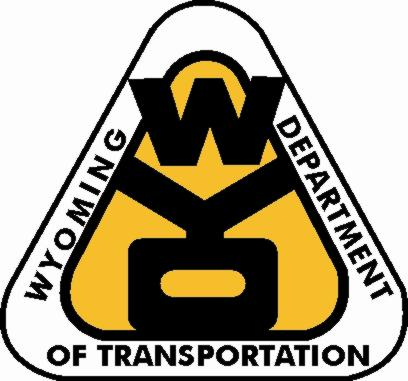 WYOMING
DEPARTMENT
OF TRANSPORTATION
W
Y
O